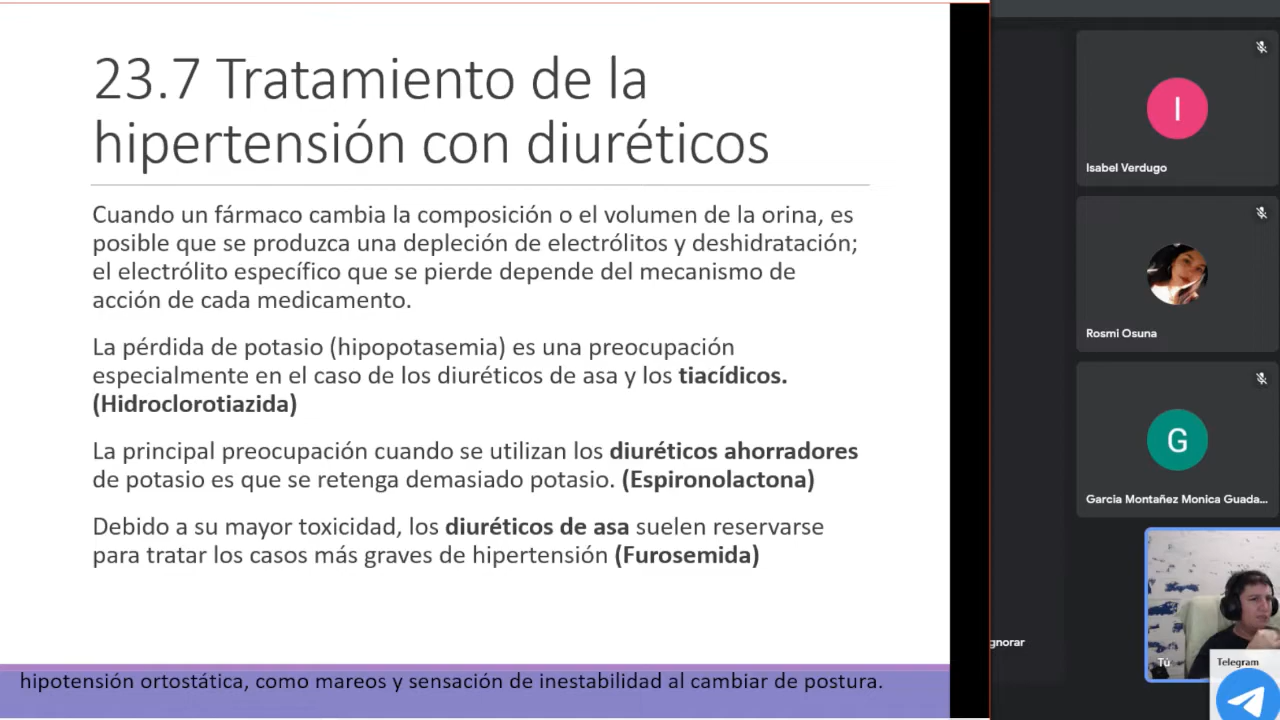 23.7 Tratamiento de la
hipertensión con diuréticos
Cuando un fármaco cambia la composición o el volumen de la orina, es
posible que se produzca una depleción de electrólitos y deshidratación;
el electrólito específico que se pierde depende del mecanismo de
acción de cada medicamento.
La pérdida de potasio (hipopotasemia) es una preocupación
especialmente en el caso de los diuréticos de asa y los tiacídicos.
(Hidroclorotiazida)
La principal preocupación cuando se utilizan los diuréticos ahorradores
de potasio es que se retenga demasiado potasio. (Espironolactona)
Debido a su mayor toxicidad, los diuréticos de asa suelen reservarse
para tratar los casos más graves de hipertensión (Furosemida)
hipotensión ortostática, como mareos y sensación de inestabilidad al cambiar de postura.
I
Isabel Verdugo
Rosmi Osuna
G
Garcia Montañez Monica Guada...
gnorar
Tú
Telegram